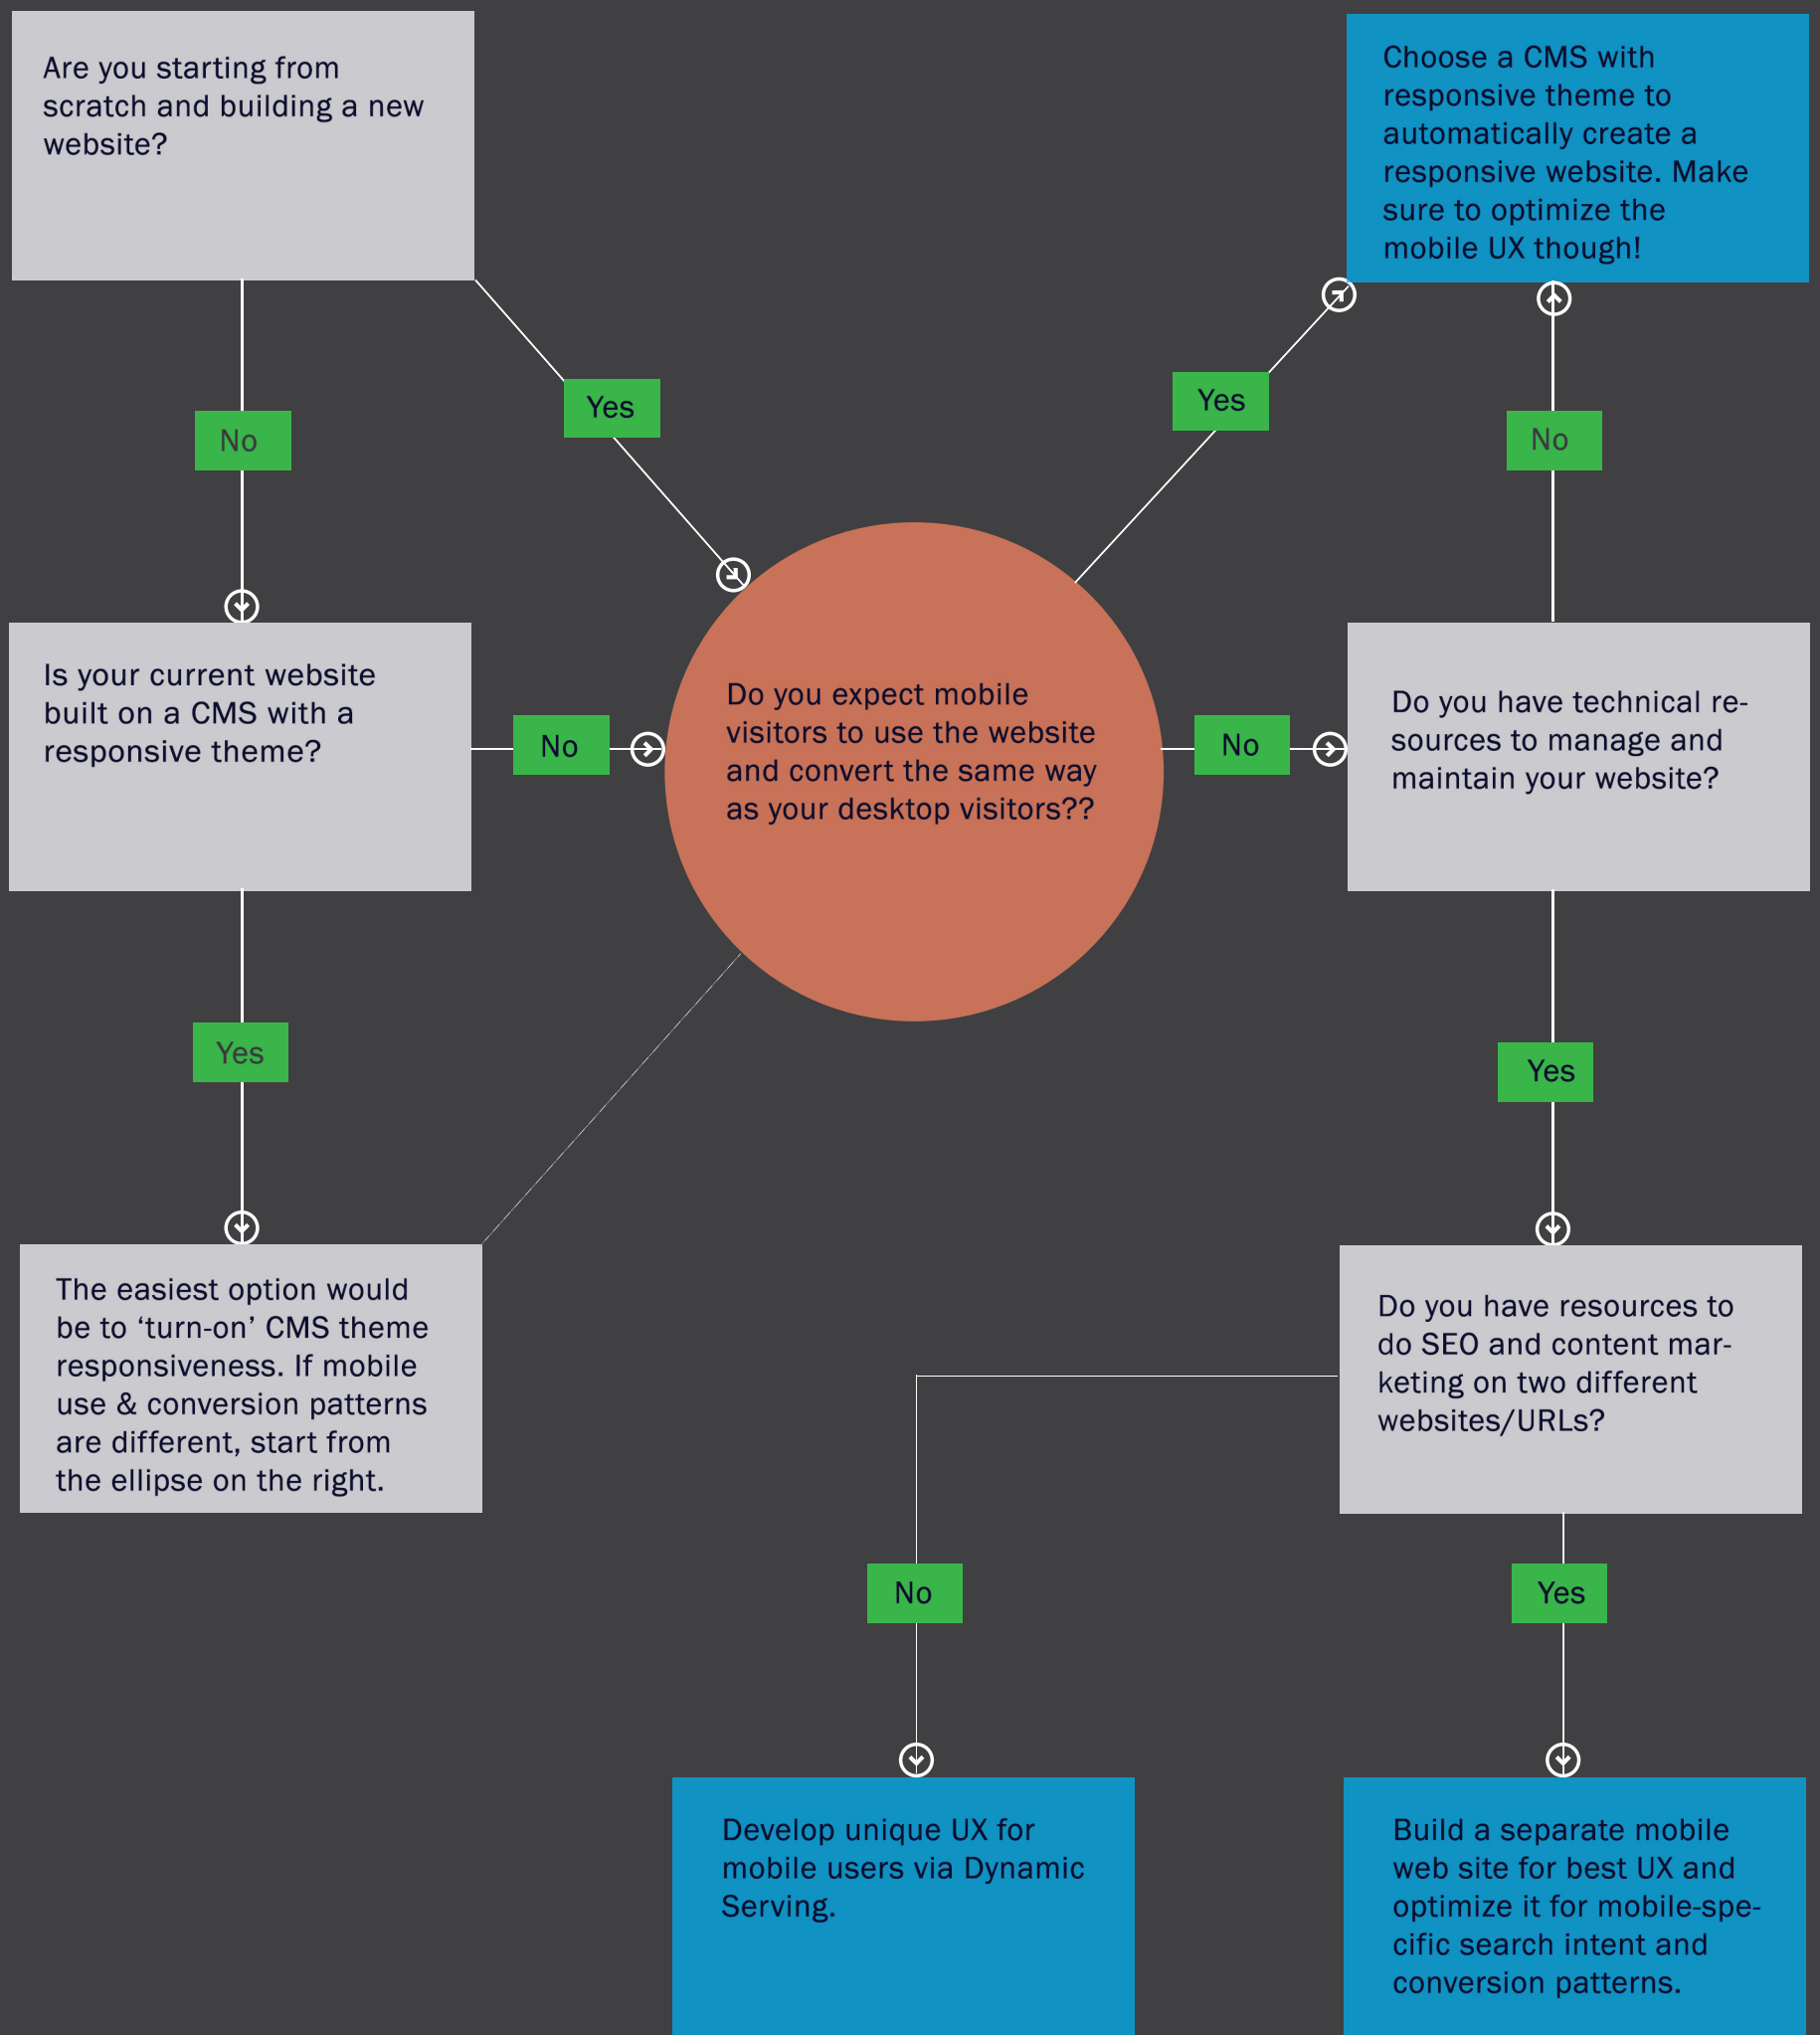 Are you starting from
scratch and building a new
website?
Choose a CMS with
responsive theme to
automatically create a
responsive website. Make
sure to optimize the
mobile UX though!
Yes
Yes
No
No
Is your current website
built on a CMS with a
responsive theme?
No
Do you expect mobile
visitors to use the website
and convert the same way
as your desktop visitors??
No
Do you have technical re-
sources to manage and
maintain your website?
Yes
Yes
The easiest option would
be to ‘turn-on’ CMS theme
responsiveness. If mobile
use & conversion patterns
are different, start from
the ellipse on the right.
Do you have resources to
do SEO and content mar-
keting on two different
websites/URLs?
No
Yes
Develop unique UX for
mobile users via Dynamic
Serving.
Build a separate mobile
web site for best UX and
optimize it for mobile-spe-
cific search intent and
conversion patterns.